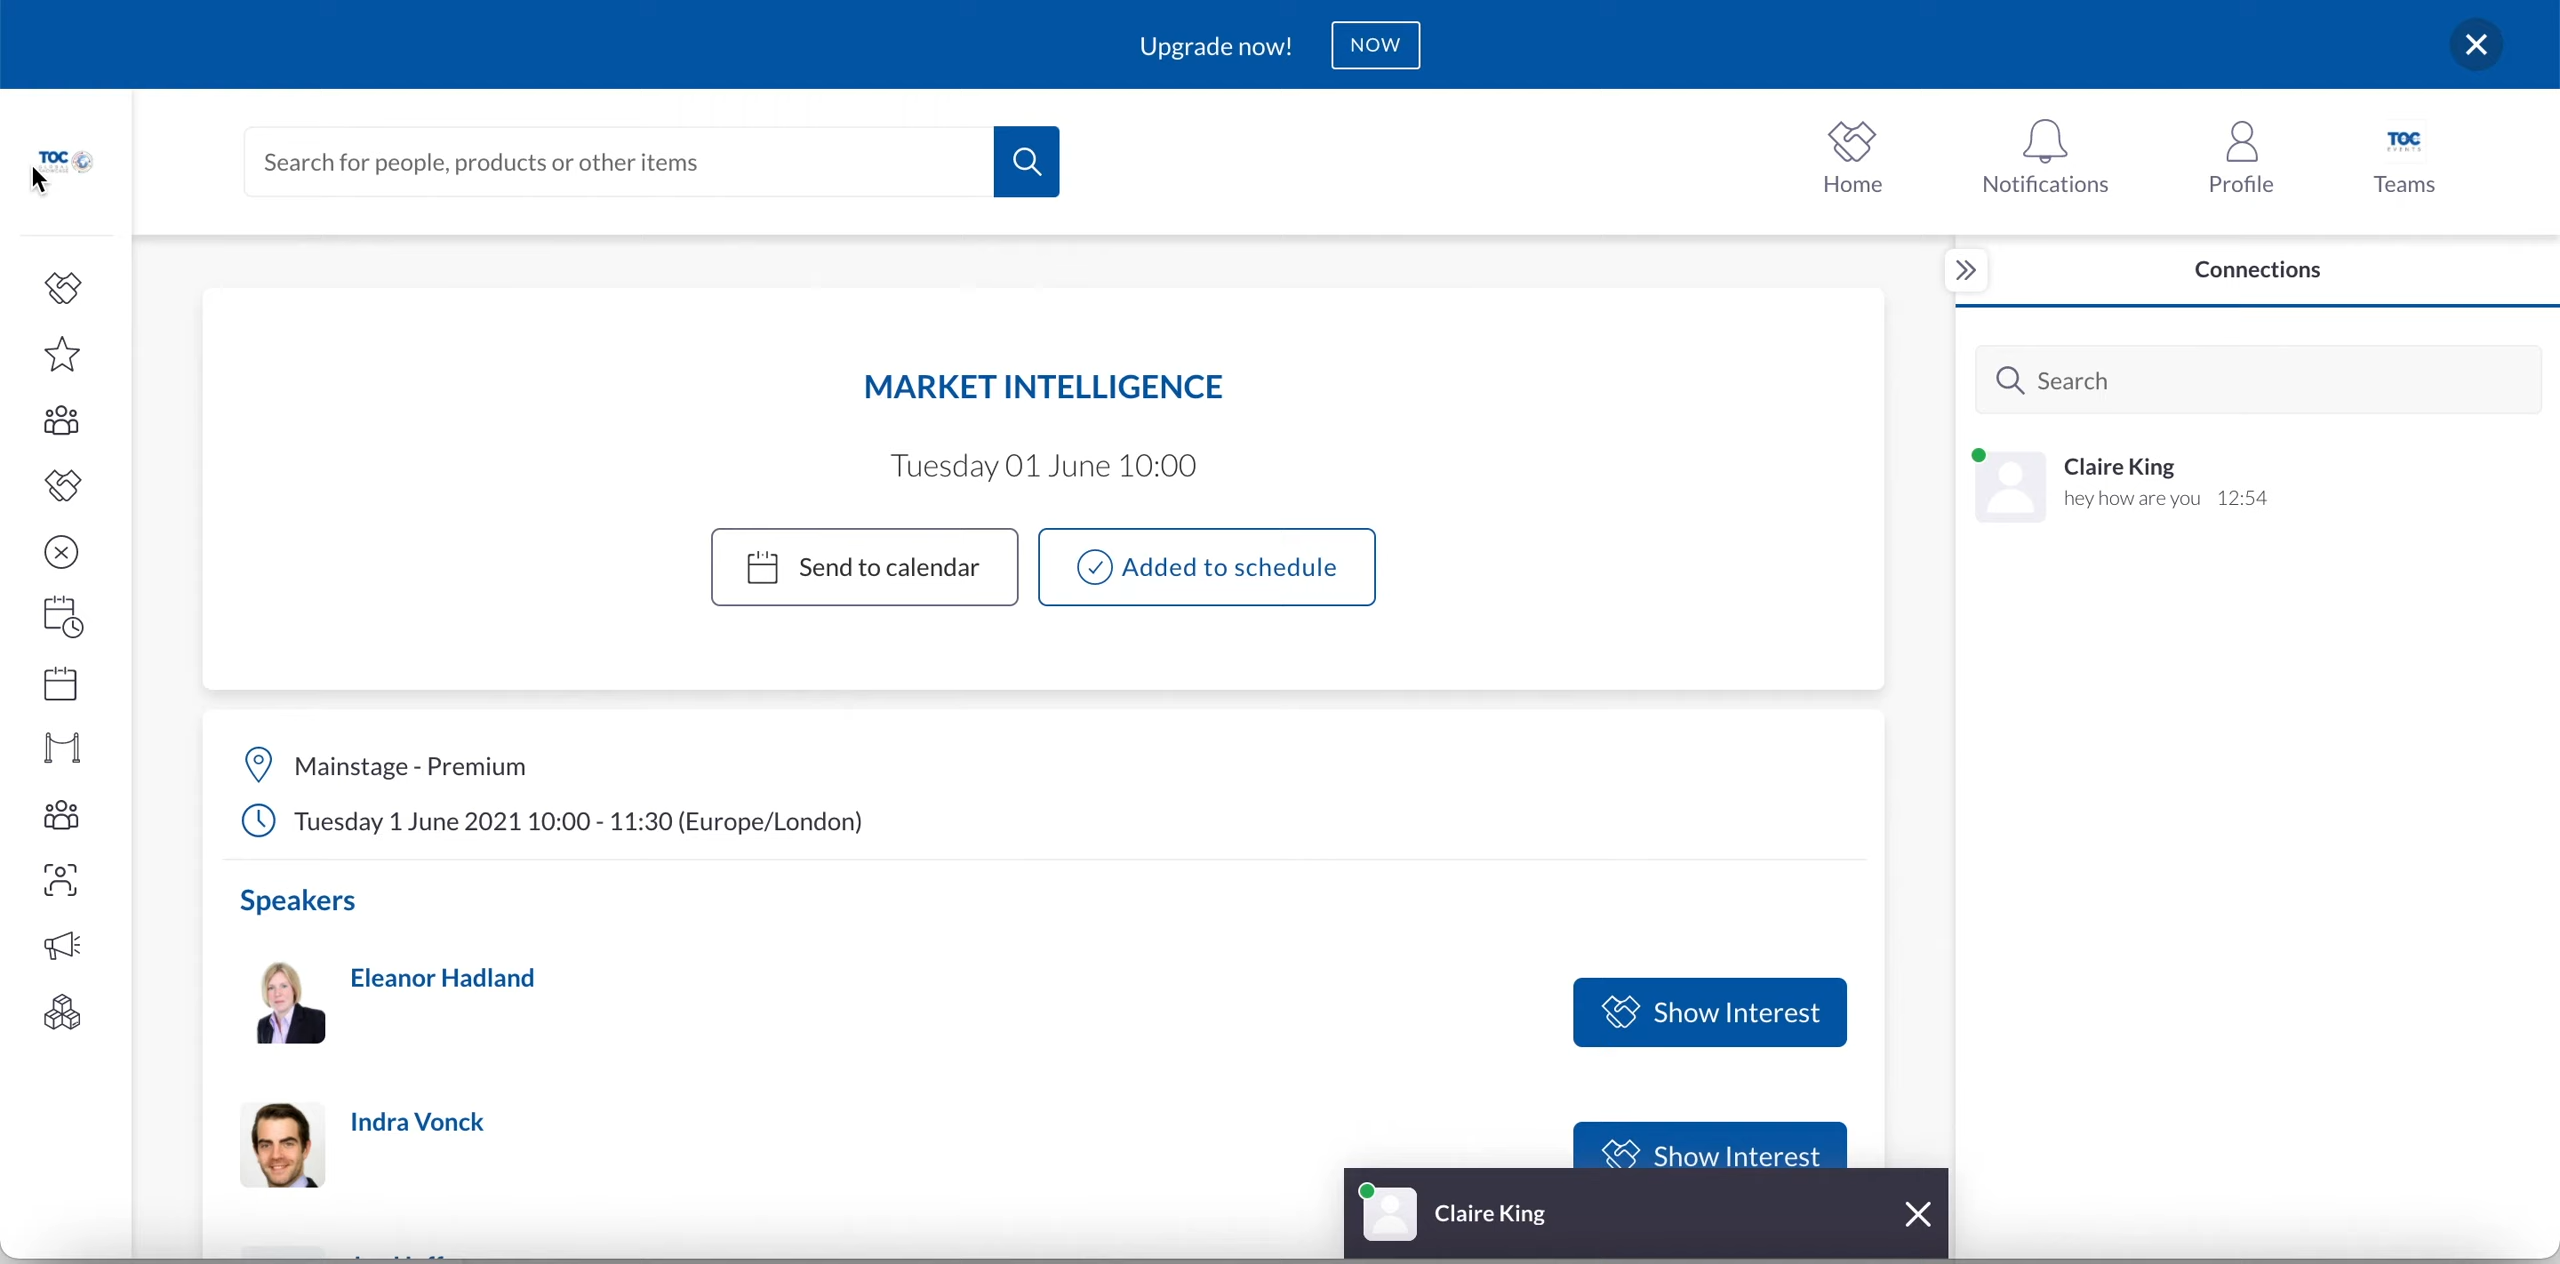 Upgrade now!
NOW
TOC
Search for people, products or other items
Home
Notifications
Profile
TOC
EVENTS
Teams
Connections
MARKET INTELLIGENCE
Tuesday 01 June 10:00
Send to calendar
Added to schedule
Search
Claire King
hey how are you 12:54
Mainstage - Premium
Tuesday 1 June 2021 10:00 - 11:30 (Europe/London)
Speakers
Eleanor Hadland
Show Interest
Indra Vonck
Show Interest
Claire King